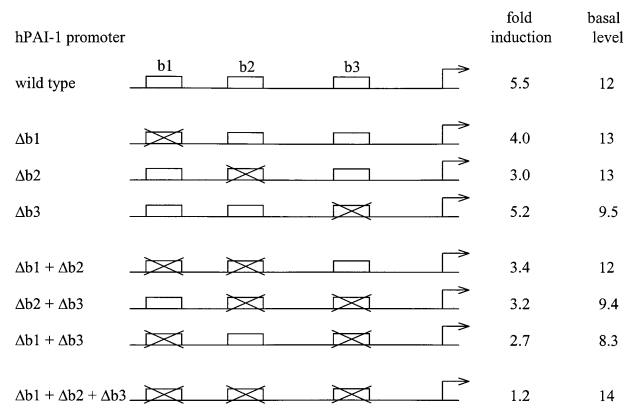 fold basal
hPAI-1 promoter induction level
b1 b2 b3
wild type 5.5 12
Δb1 4.0 13
Δb2 3.0 13
Δb3 5.2 9.5
Δb1 + Δb2 3.4 12
Δb2 + Δb3 3.2 9.4
Δb1 + Δb3 2.7 8.3
Δb1 + Δb2 + Δb3 1.2 14